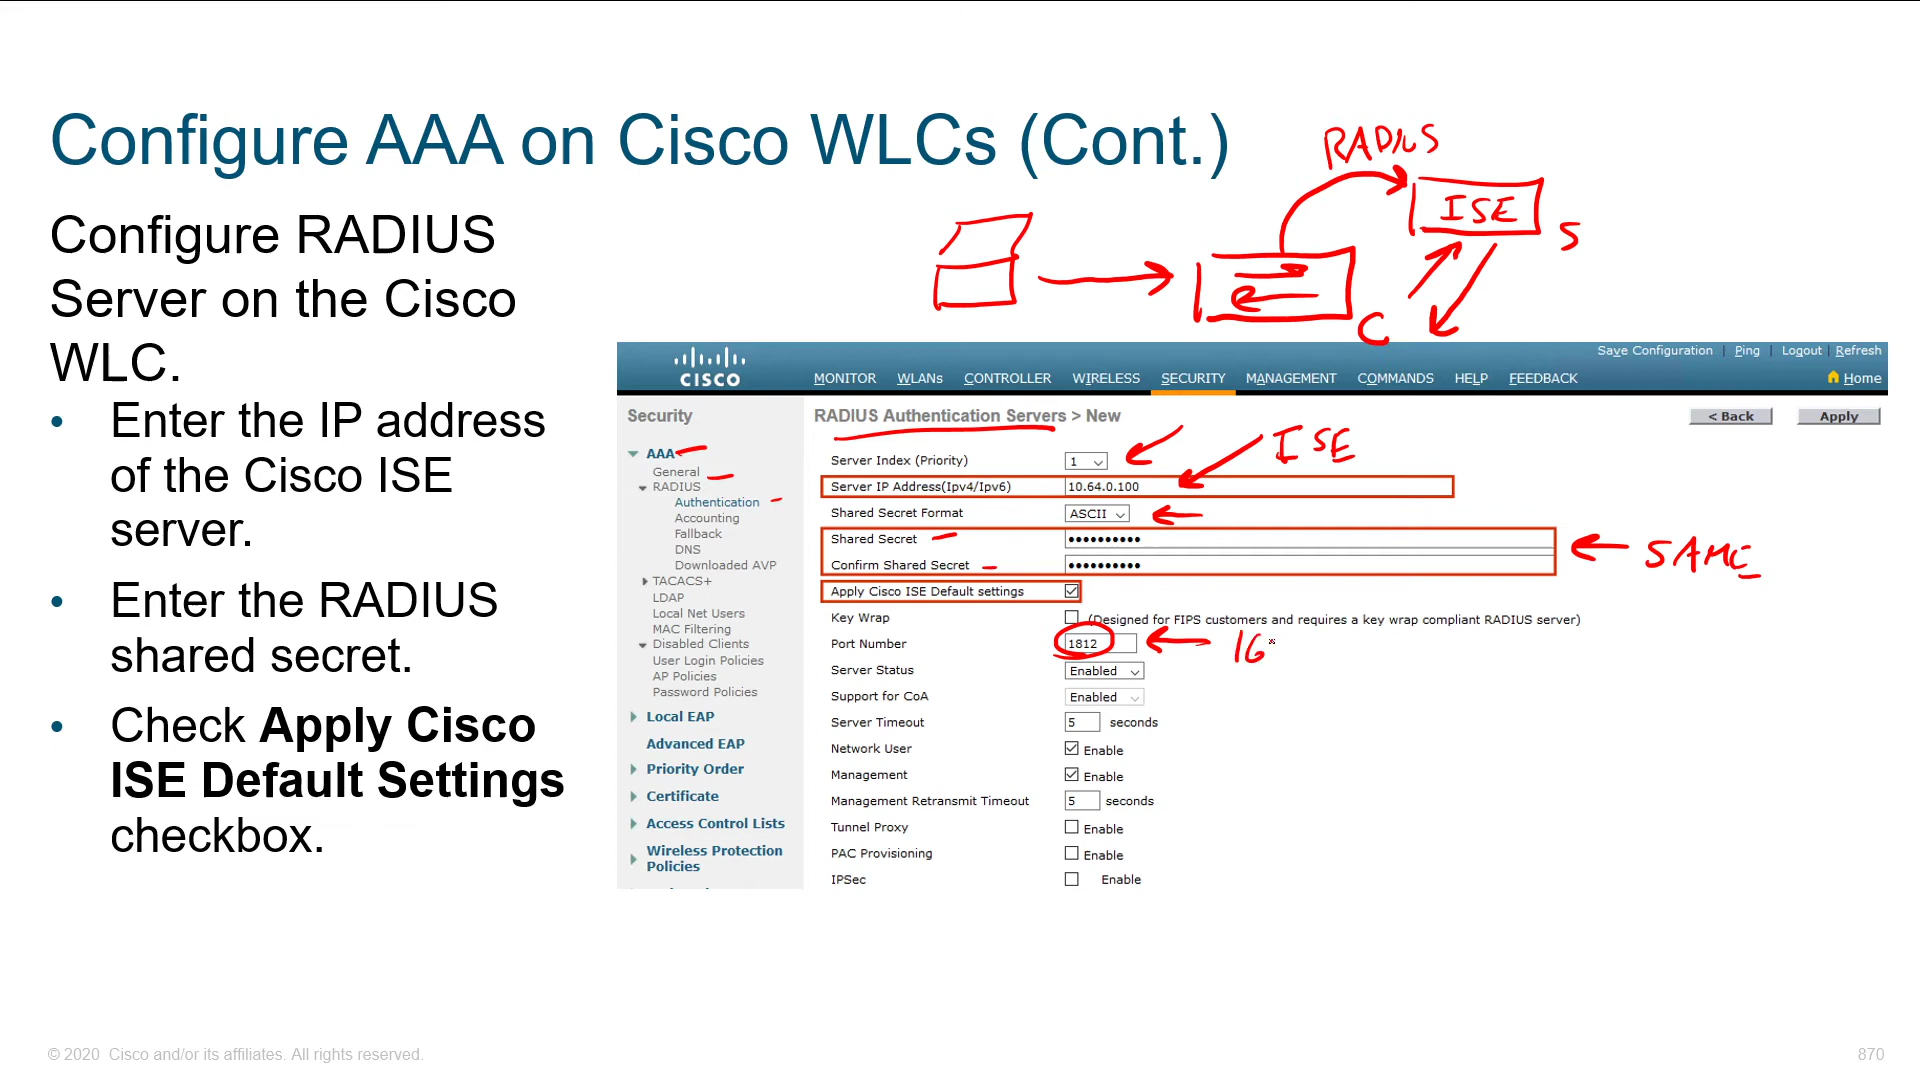 Configure AAA on Cisco WLCs (Cont.)
RADIUS
ISE
S
C
Configure RADIUS
Server on the Cisco
WLC.
• Enter the IP address
of the Cisco ISE
server.
• Enter the RADIUS
shared secret.
• Check Apply Cisco
ISE Default Settings
checkbox.
Save Configuration | Ping | Logout | Refresh
CISCO
MONITOR WLANs CONTROLLER WIRELESS SECURITY MANAGEMENT COMMANDS HELP FEEDBACK Home
Security
AAA
General
RADIUS
Authentication
Accounting
Fallback
DNS
Downloaded AVP
TACACS+
LDAP
Local Net Users
MAC Filtering
Disabled Clients
User Login Policies
AP Policies
Password Policies
Local EAP
Advanced EAP
Priority Order
Certificate
Access Control Lists
Wireless Protection
Policies
RADIUS Authentication Servers > New
< Back Apply
Server Index (Priority) 1
ISE
Server IP Address(Ipv4/Ipv6) 10.64.0.100
Shared Secret Format ASCII
Shared Secret ••••••••••
SAME
Confirm Shared Secret ••••••••••
Apply Cisco ISE Default settings
Key Wrap (Designed for FIPS customers and requires a key wrap compliant RADIUS server)
Port Number 1812
16
Server Status Enabled
Support for CoA Enabled
Server Timeout 5 seconds
Network User Enable
Management Enable
Management Retransmit Timeout 5 seconds
Tunnel Proxy Enable
PAC Provisioning Enable
IPSec Enable
© 2020 Cisco and/or its affiliates. All rights reserved.
870